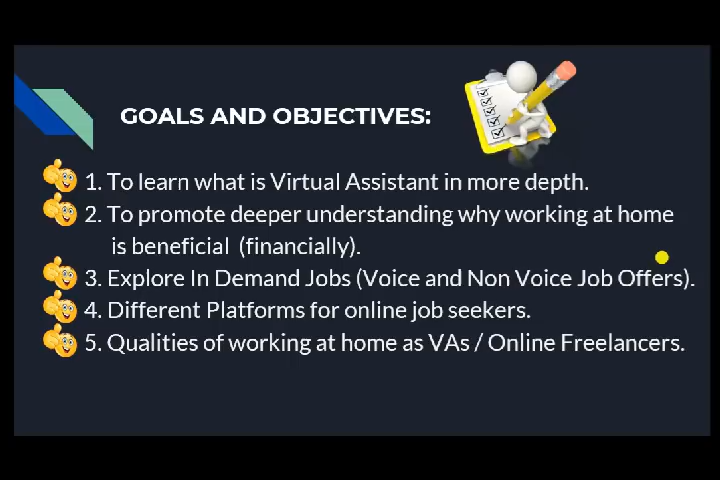 GOALS AND OBJECTIVES:
1. To learn what is Virtual Assistant in more depth.
2. To promote deeper understanding why working at home
is beneficial (financially).
3. Explore In Demand Jobs (Voice and Non Voice Job Offers).
4. Different Platforms for online job seekers.
5. Qualities of working at home as VAs / Online Freelancers.